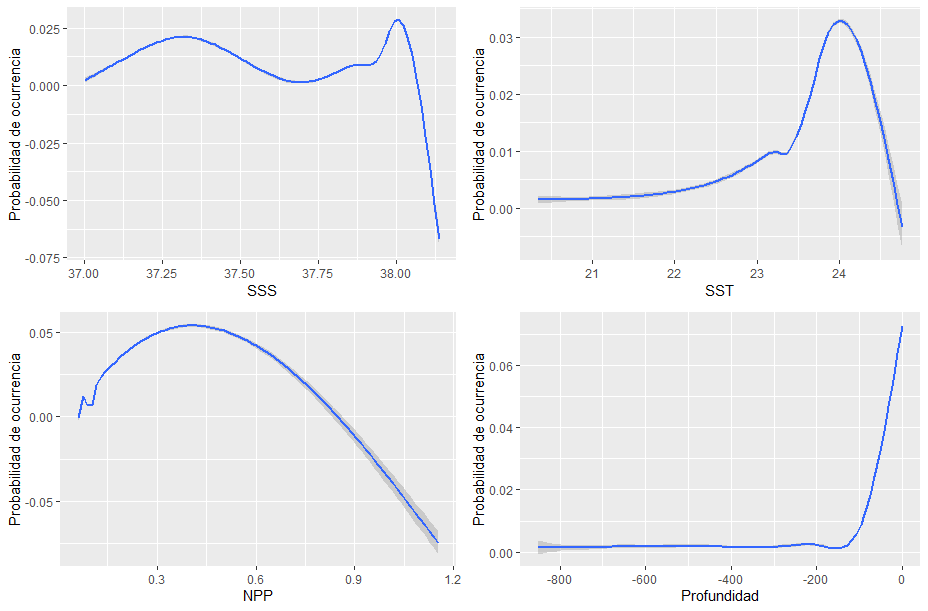 Probabilidad de ocurrencia
0.025
0.000
-0.025
-0.050
-0.075
37.00 37.25 37.50 37.75 38.00
SSS
Probabilidad de ocurrencia
0.03
0.02
0.01
0.00
21 22 23 24
SST
Probabilidad de ocurrencia
0.05
0.00
-0.05
0.3 0.6 0.9 1.2
NPP
Probabilidad de ocurrencia
0.06
0.04
0.02
0.00
-800 -600 -400 -200 0
Profundidad